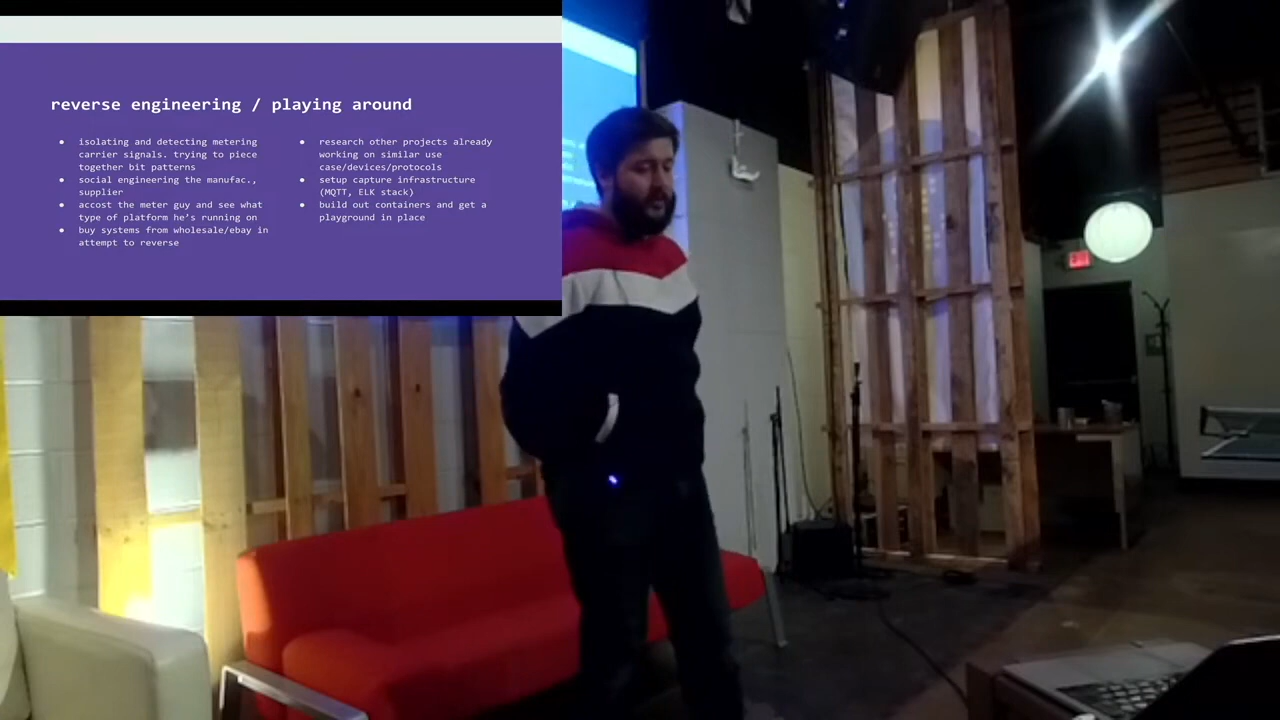 reverse engineering / playing around
● isolating and detecting metering
carrier signals. trying to piece
together bit patterns
● social engineering the manufac.,
supplier
● accost the meter guy and see what
type of platform he's running on
● buy systems from wholesale/ebay in
attempt to reverse
● research other projects already
working on similar use
case/devices/protocols
● setup capture infrastructure
(MQTT, ELK stack)
● build out containers and get a
playground in place